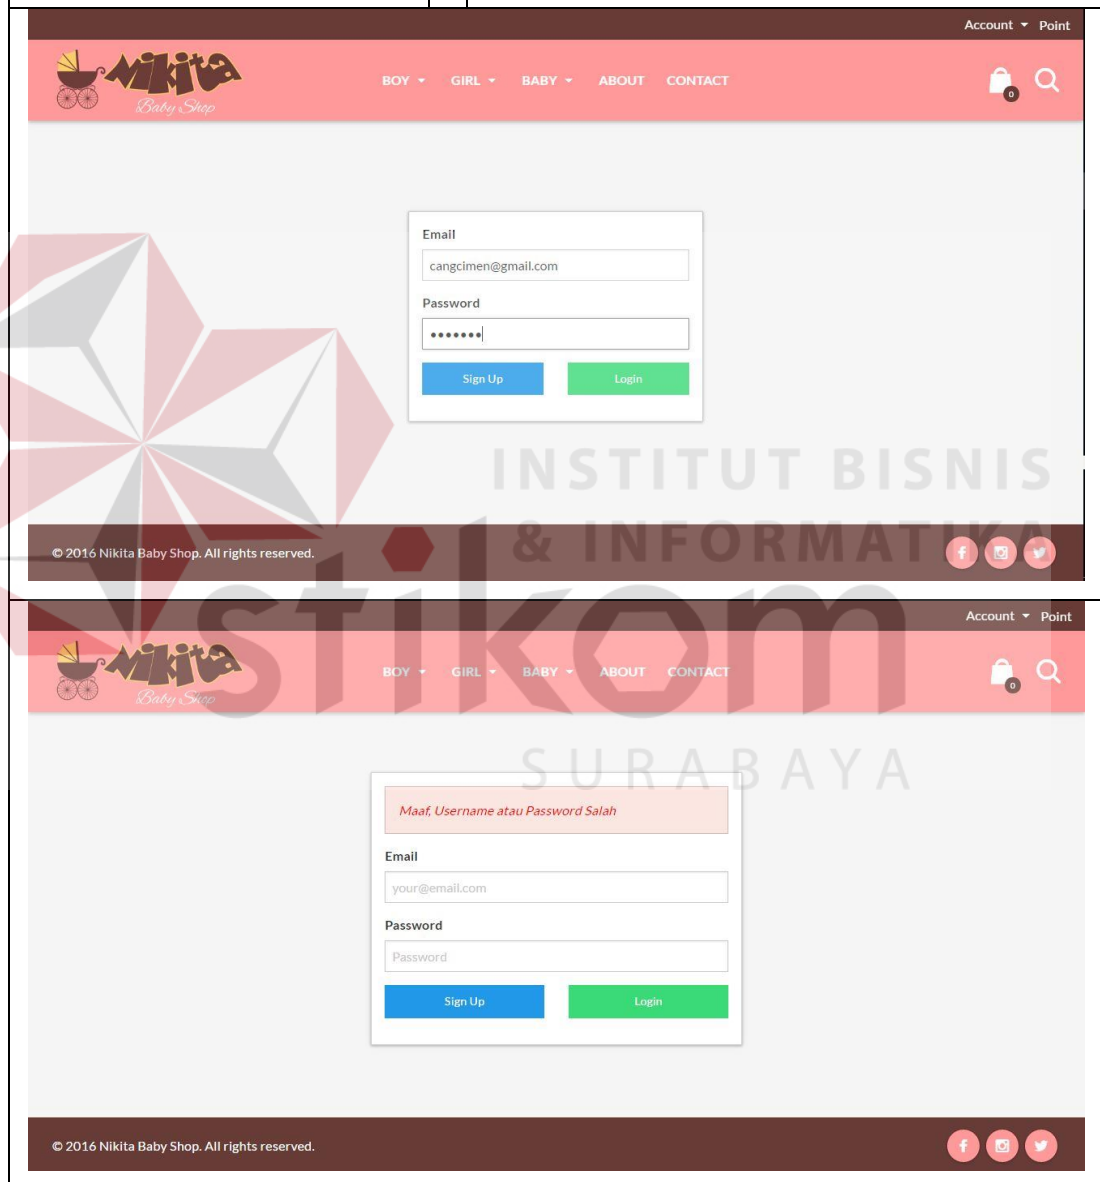 Account Point
Nikita
Baby Shop
BOY GIRL BABY ABOUT CONTACT
0
Email
cangcimen@gmail.com
Password
•••••••
Sign Up Login
INSTITUT BISNIS
& INFORMATIKA
© 2016 Nikita Baby Shop. All rights reserved.
stikom
SURABAYA
Account Point
Nikita
Baby Shop
BOY GIRL BABY ABOUT CONTACT
0
Maaf, Username atau Password Salah
Email
your@email.com
Password
Password
Sign Up Login
© 2016 Nikita Baby Shop. All rights reserved.